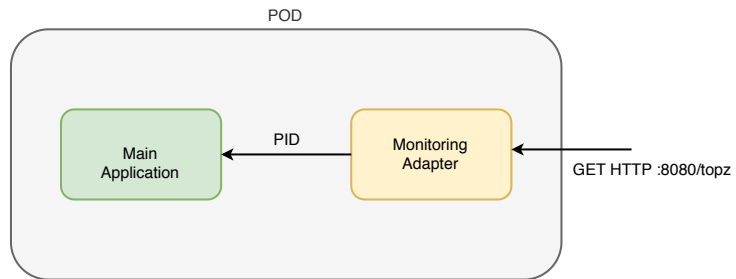 POD
Main
Application
PID
Monitoring
Adapter
GET HTTP :8080/topz